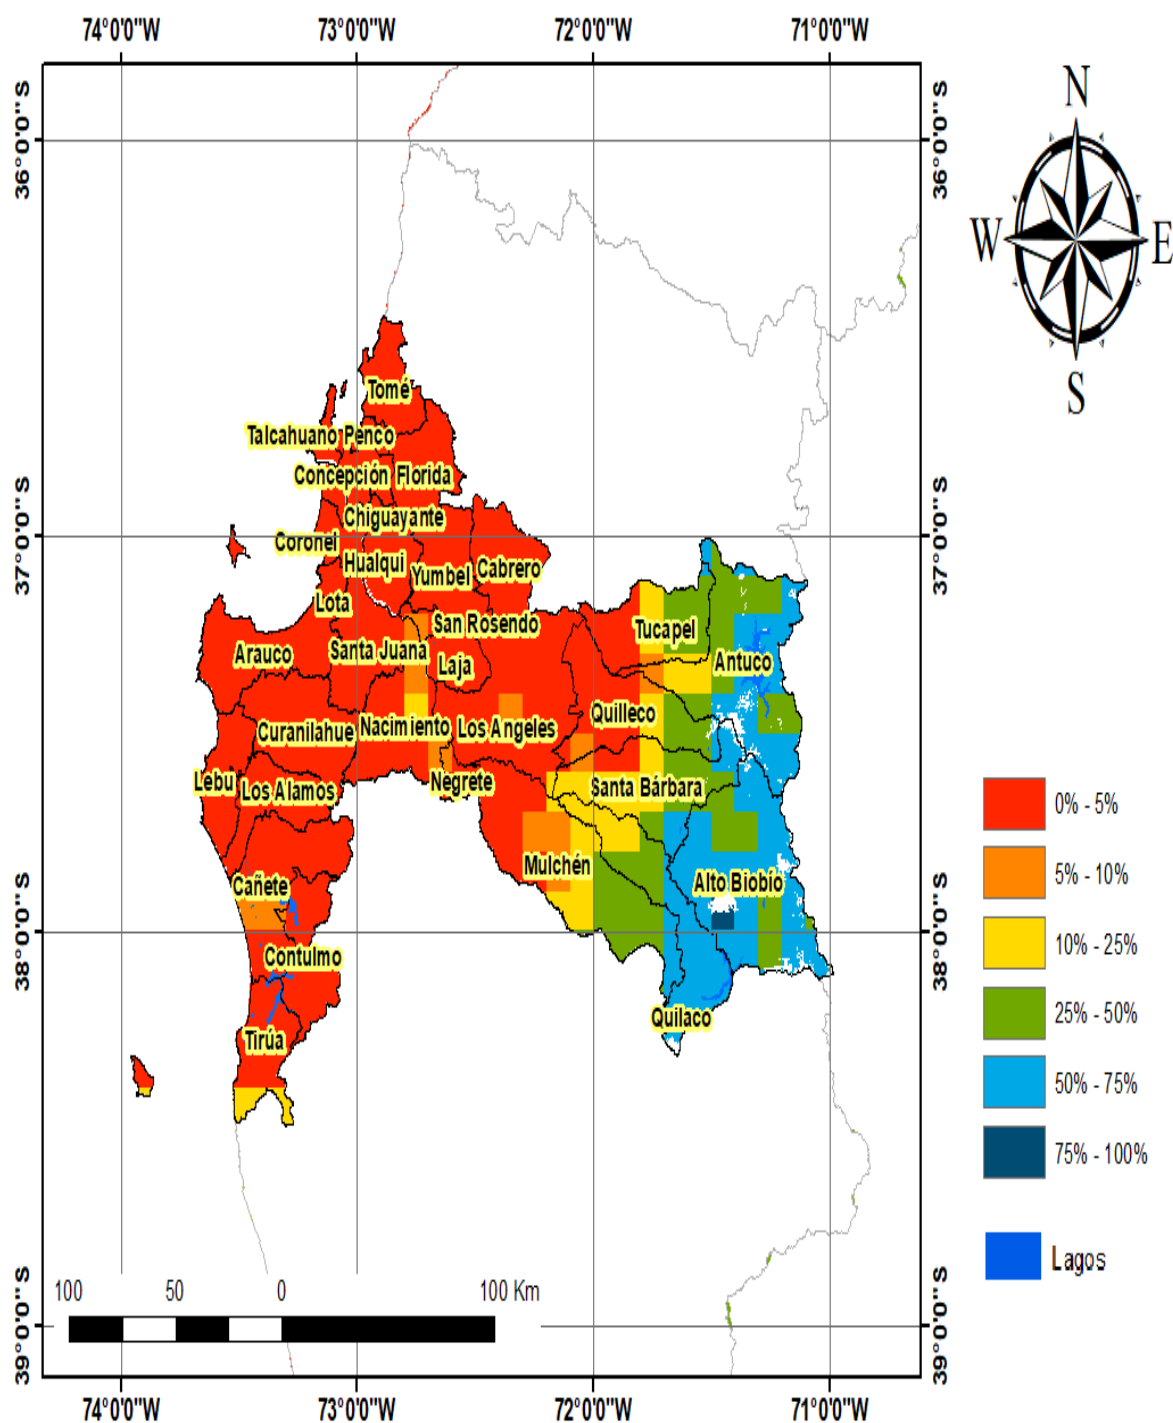 74°0'0"W 73°0'0"W 72°0'0"W 71°0'0"W
36°0'0"S 36°0'0"S
N
W E
S
Tomé
Talcahuano Penco
Concepción Florida
Chiguayante
37°0'0"S 37°0'0"S
Coronel
Hualqui
Yumbel Cabrero
Lota
San Rosendo
Tucapel
Arauco
Santa Juana
Laja
Antuco
Quilleco
Curanilahue
Nacimiento Los Angeles
Lebu
Los Alamos
Negrete
Santa Bárbara
Mulchén
Cañete
Alto Biobío
38°0'0"S 38°0'0"S
Contulmo
Quilaco
Tirúa
0% - 5%
5% - 10%
10% - 25%
25% - 50%
50% - 75%
75% - 100%
Lagos
100 50 0 100 Km
39°0'0"S 39°0'0"S
74°0'0"W 73°0'0"W 72°0'0"W 71°0'0"W